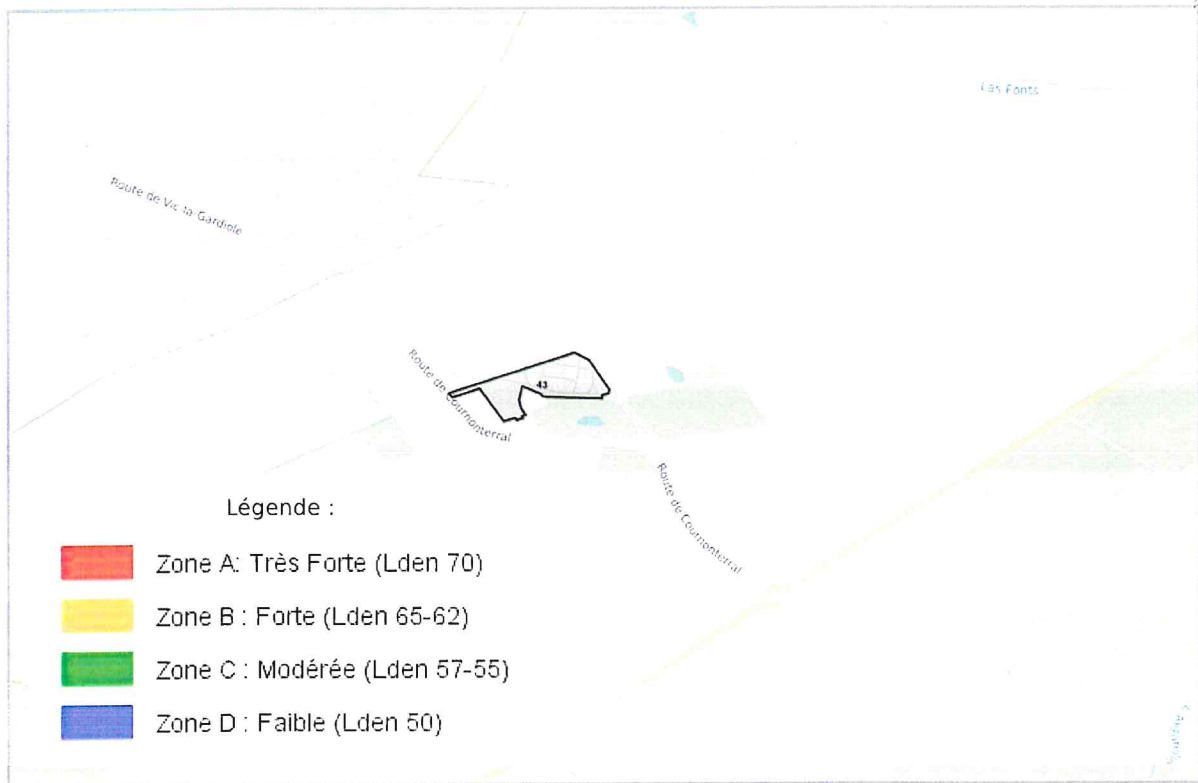 Les Fonts
Route de Vic-la-Gardiole
Route de Cournonterral
43
Route de Cournonterral
Légende :
Zone A: Très Forte (Lden 70)
Zone B : Forte (Lden 65-62)
Zone C : Modérée (Lden 57-55)
Zone D : Faible (Lden 50)